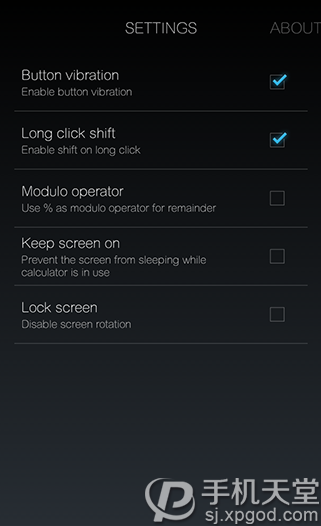 SETTINGS
ABOUT
Button vibration
Enable button vibration
Long click shift
Enable shift on long click
Modulo operator
Use % as modulo operator for remainder
Keep screen on
Prevent the screen from sleeping while
calculator is in use
Lock screen
Disable screen rotation
手机天堂
sj.xpgod.com